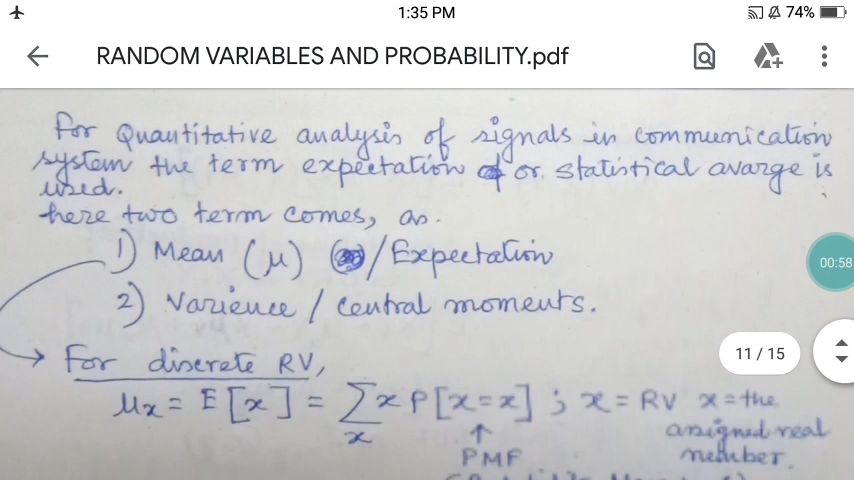 1:35 PM 74%
RANDOM VARIABLES AND PROBABILITY.pdf
For Quantitative analysis of signals in communication
system the term expectation or statistical avarge is
used.
here two term comes, as.
1) Mean (μ) /Expectation
00:58
2) Varience / central moments.
11 / 15
For discrete RV,
μx = E[x] = ∑x x P[x=x] ; x = RV x = the
assigned real
PMF number.